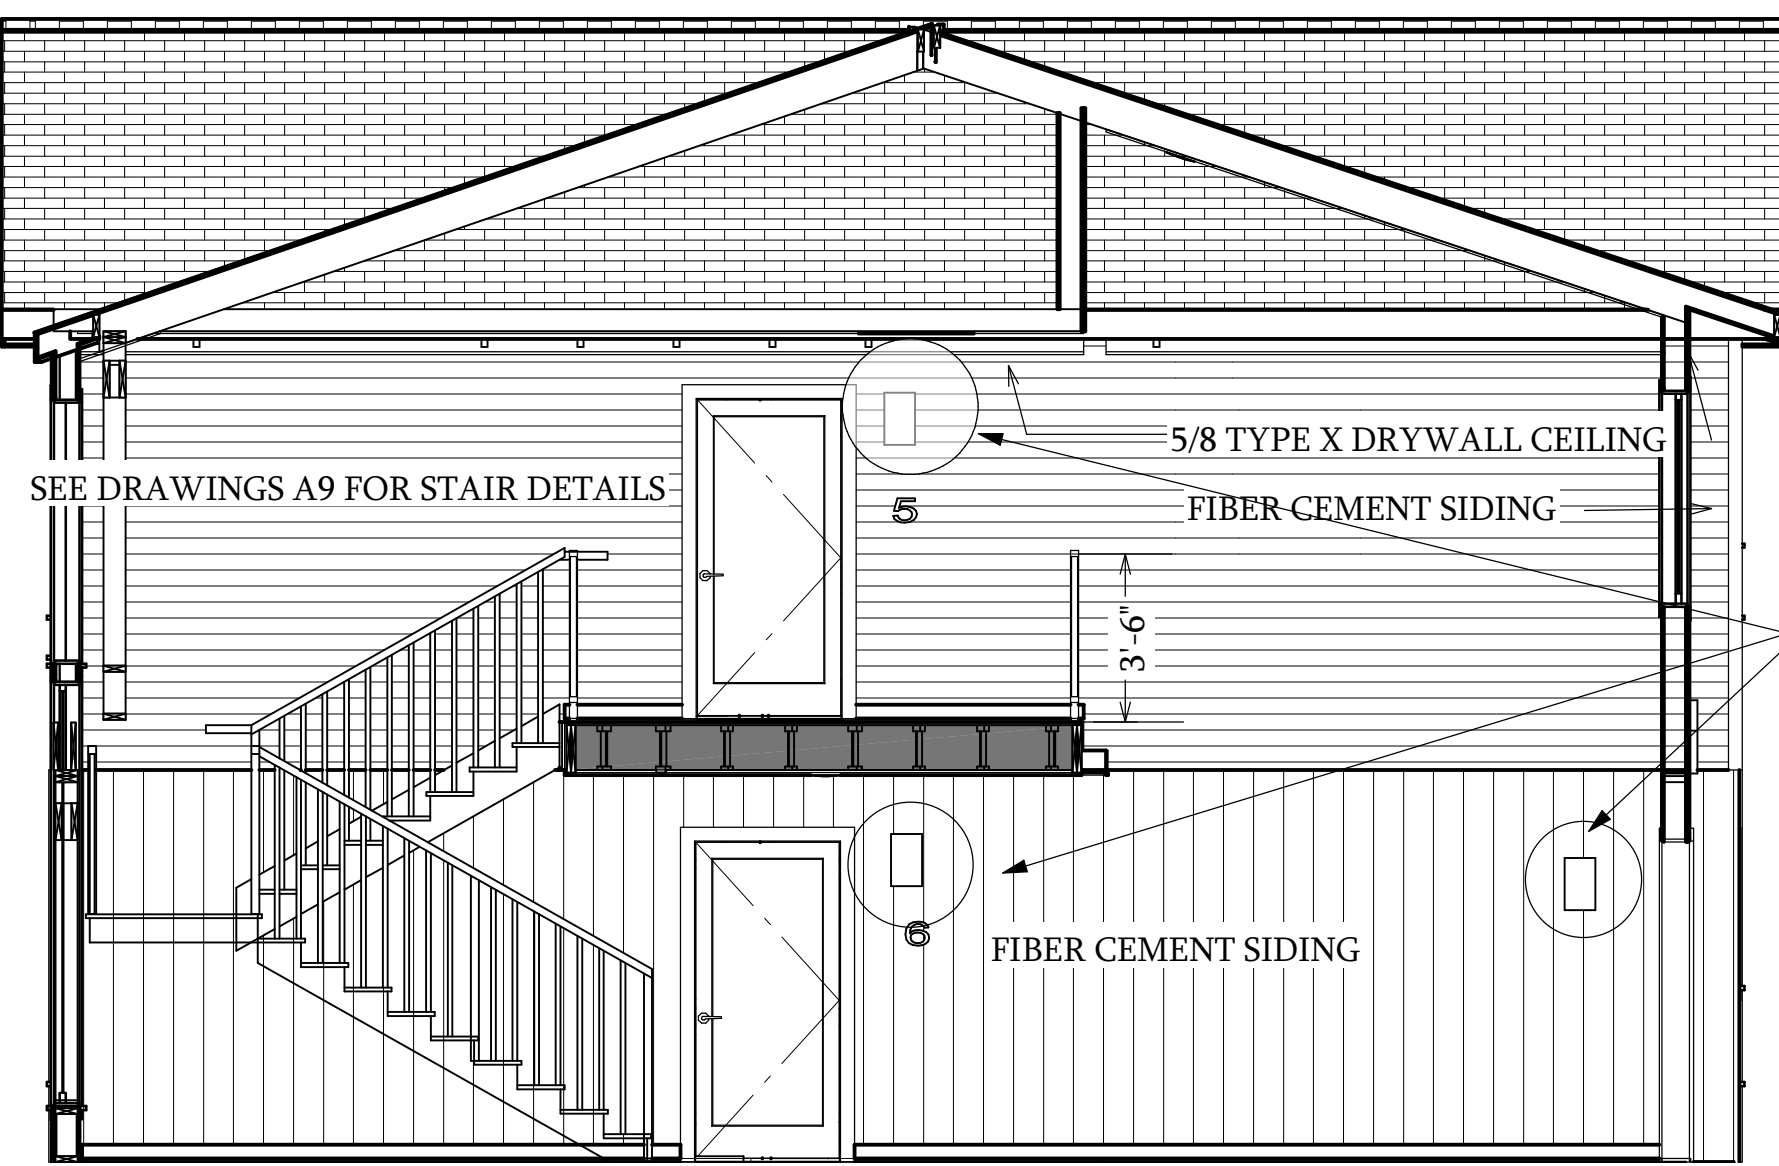 5/8 TYPE X DRYWALL CEILING
SEE DRAWINGS A9 FOR STAIR DETAILS
5
FIBER CEMENT SIDING
3'-6"
6
FIBER CEMENT SIDING